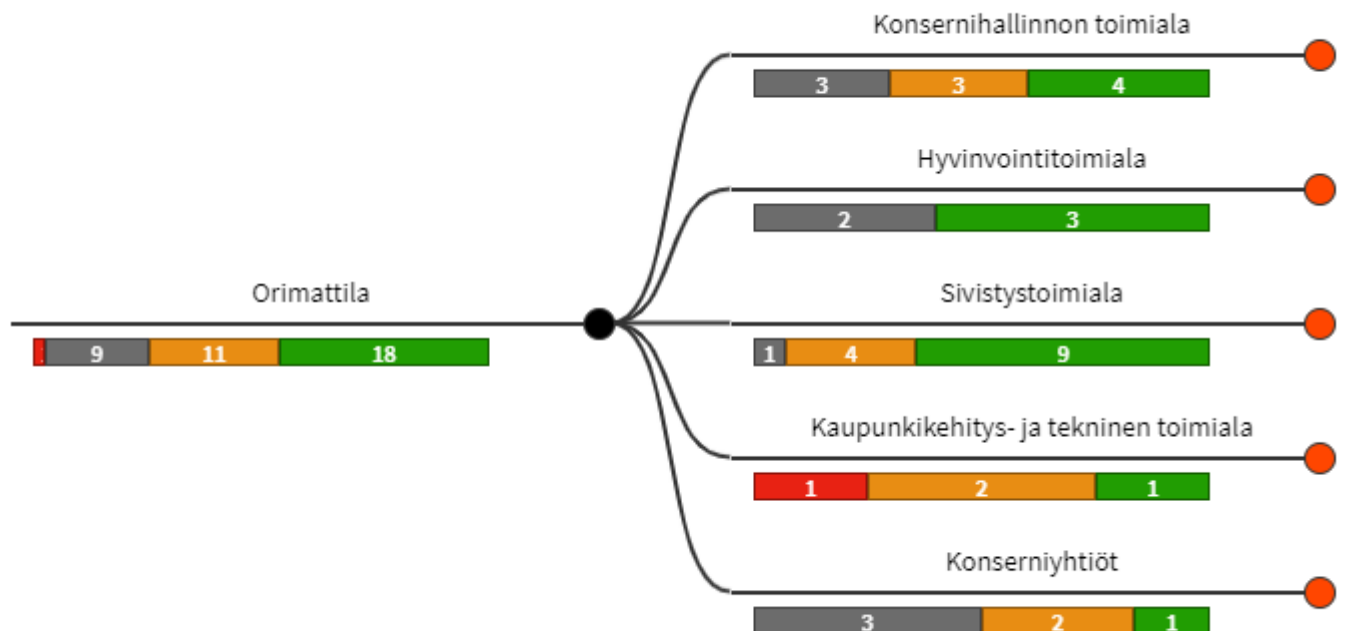 Konsernihallinnon toimiala
3 3 4
Hyvinvointitoimiala
2 3
Orimattila
9 11 18
Sivistystoimiala
1 4 9
Kaupunkikehitys- ja tekninen toimiala
1 2 1
Konserniyhtiöt
3 2 1